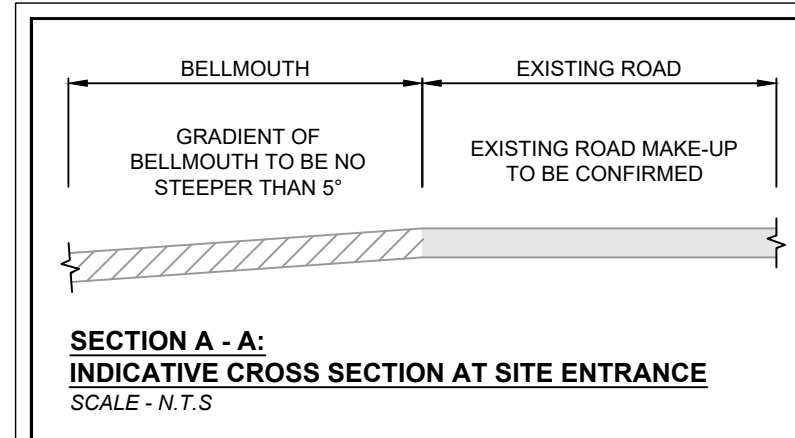 BELLMOUTH
EXISTING ROAD
GRADIENT OF
BELLMOUTH TO BE NO
STEEPER THAN 5°
EXISTING ROAD MAKE-UP
TO BE CONFIRMED
SECTION A - A:
INDICATIVE CROSS SECTION AT SITE ENTRANCE
SCALE - N.T.S